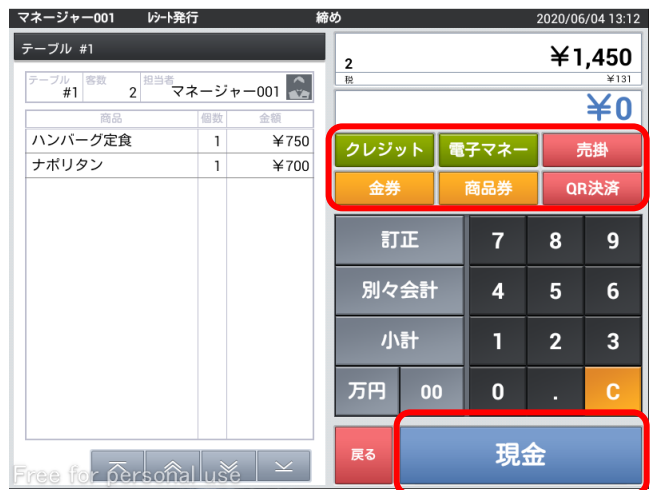 マネージャー001 ﾚｼｰﾄ発行 締め 2020/06/04 13:12
テーブル #1
テーブル #1 客数 2 担当者 マネージャー001
商品 個数 金額
ハンバーグ定食 1 ¥750
ナポリタン 1 ¥700
2 ¥1,450
税 ¥131
¥0
クレジット 電子マネー 売掛
金券 商品券 QR決済
訂正 7 8 9
別々会計 4 5 6
小計 1 2 3
万円 00 0 . C
戻る 現金
Free for personal use